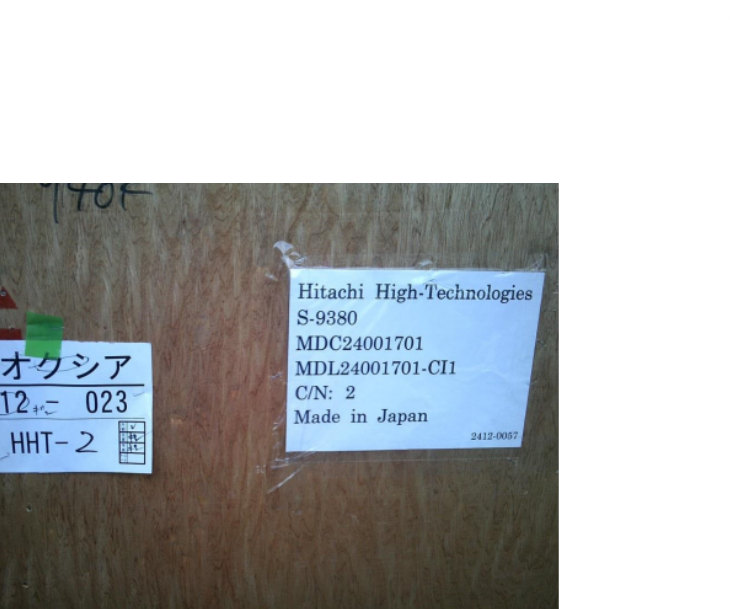 Hitachi High-Technologies
S-9380
MDC24001701
MDL24001701-CI1
C/N: 2
Made in Japan
2412-0057
オクシア
12 023
HHT-2